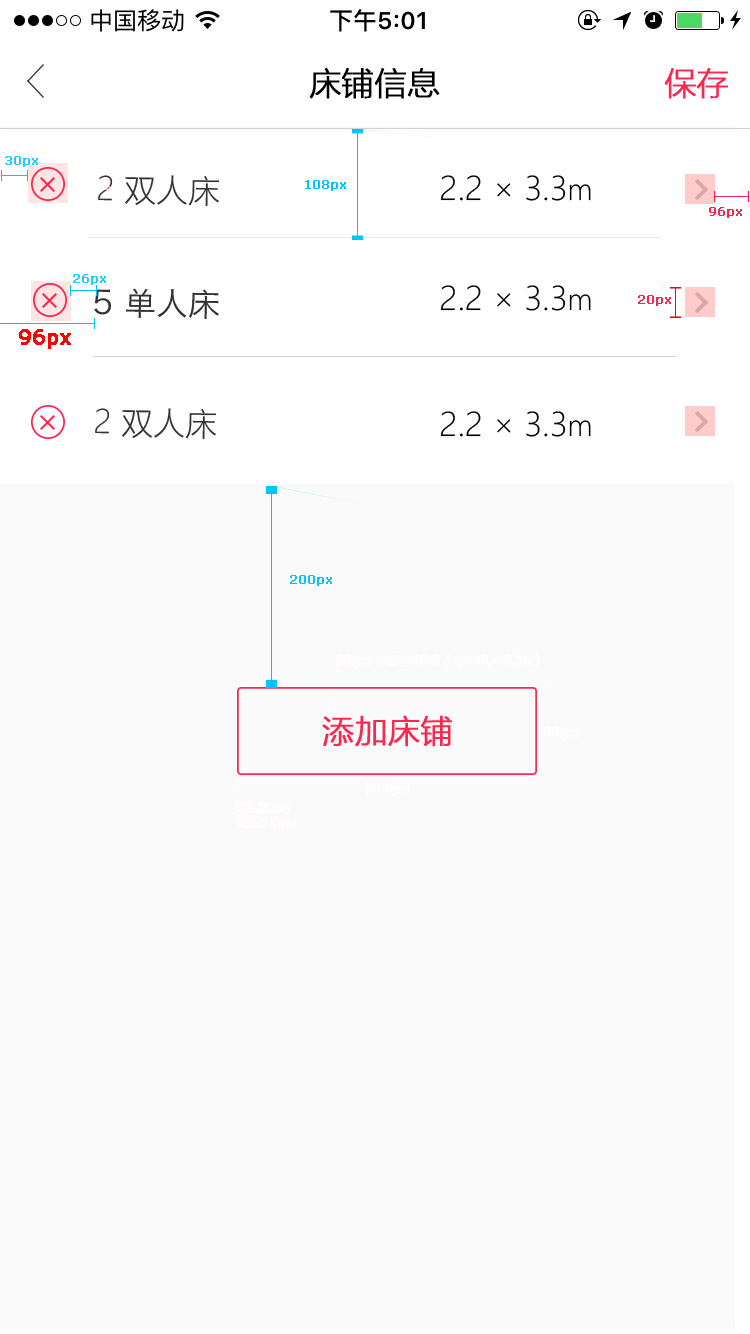 中国移动 下午5:01
床铺信息 保存
30px
2 双人床 108px 2.2 × 3.3m
96px
26px
5 单人床 2.2 × 3.3m 20px
96px
2 双人床 2.2 × 3.3m
200px
添加床铺